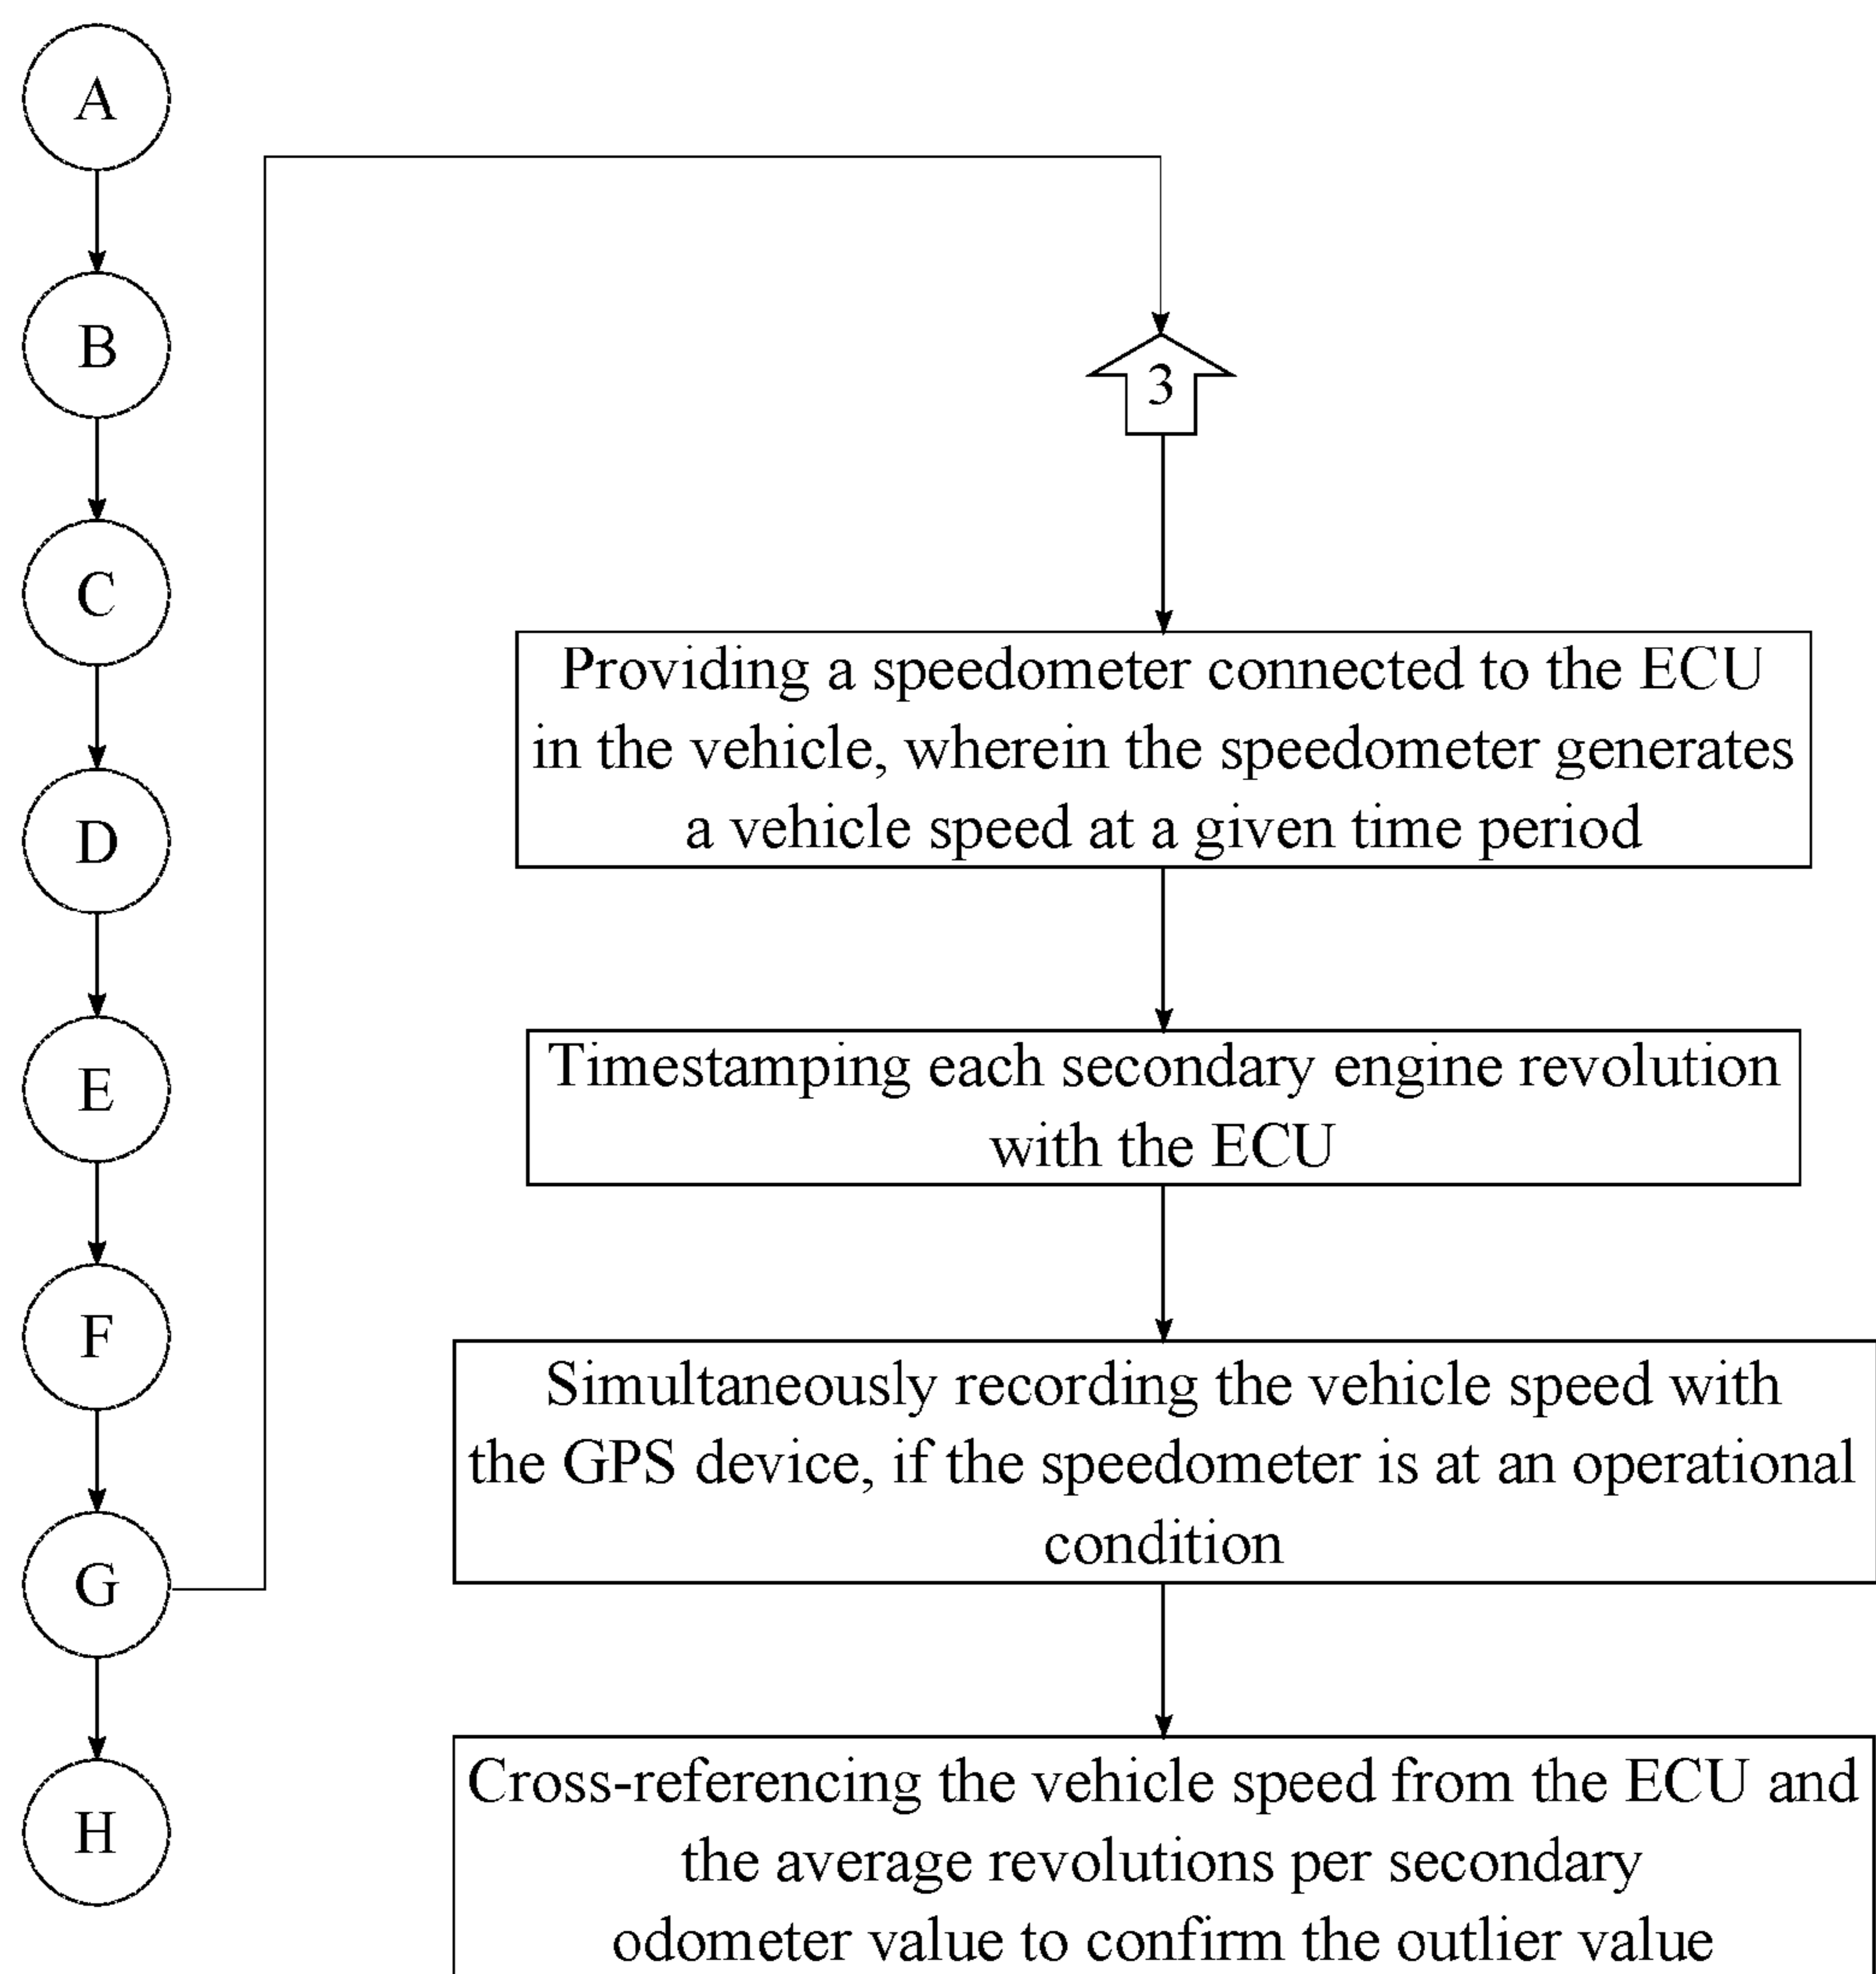 A
B
C
D
E
F
G
H
3
Providing a speedometer connected to the ECU
in the vehicle, wherein the speedometer generates
a vehicle speed at a given time period
Timestamping each secondary engine revolution
with the ECU
Simultaneously recording the vehicle speed with
the GPS device, if the speedometer is at an operational
condition
Cross-referencing the vehicle speed from the ECU and
the average revolutions per secondary
odometer value to confirm the outlier value